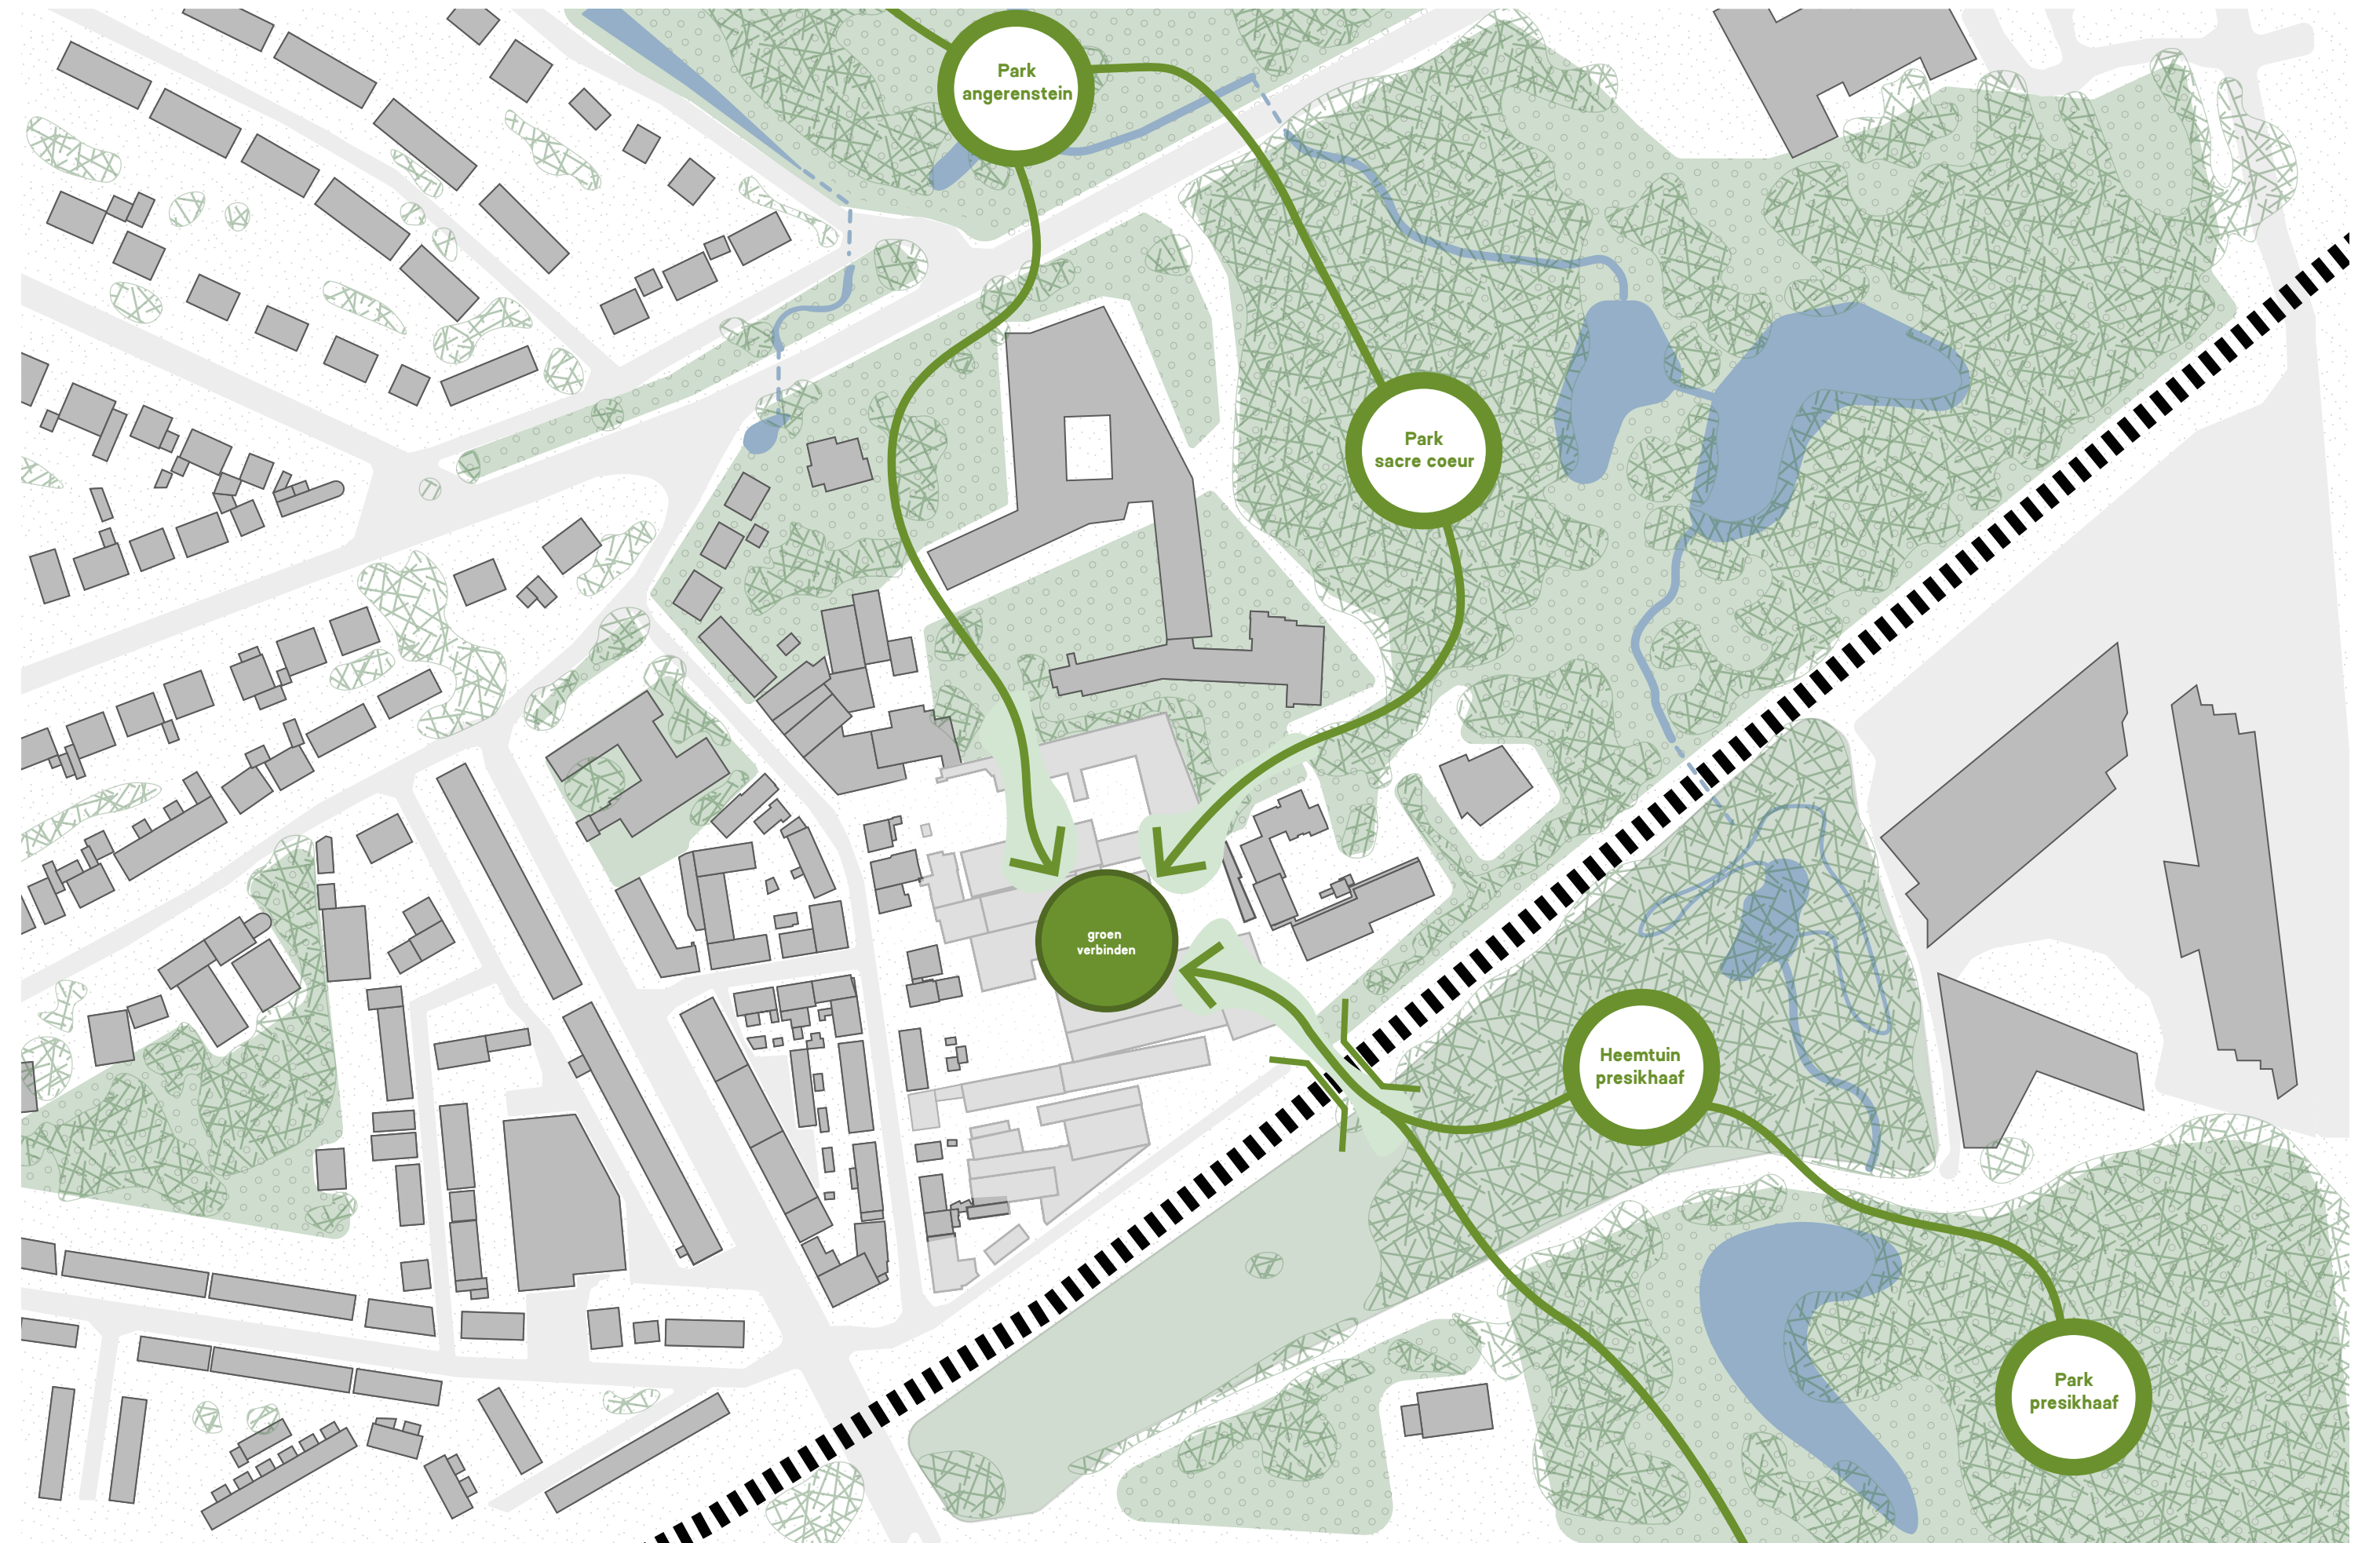 Park
angerenstein
Park
sacre coeur
groen
verbinden
Heemtuin
presikhaaf
Park
presikhaaf